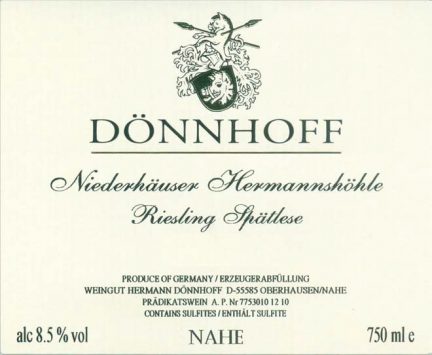 DÖNNHOFF
Niederhäuser Hermannshöhle
Riesling Spätlese
PRODUCE OF GERMANY / ERZEUGERABFÜLLUNG
WEINGUT HERMANN DÖNNHOFF D-55585 OBERHAUSEN/NAHE
PRÄDIKATSWEIN A. P. Nr 7753010 12 10
CONTAINS SULFITES / ENTHÄLT SULFITE
alc 8.5 % vol NAHE 750 ml e